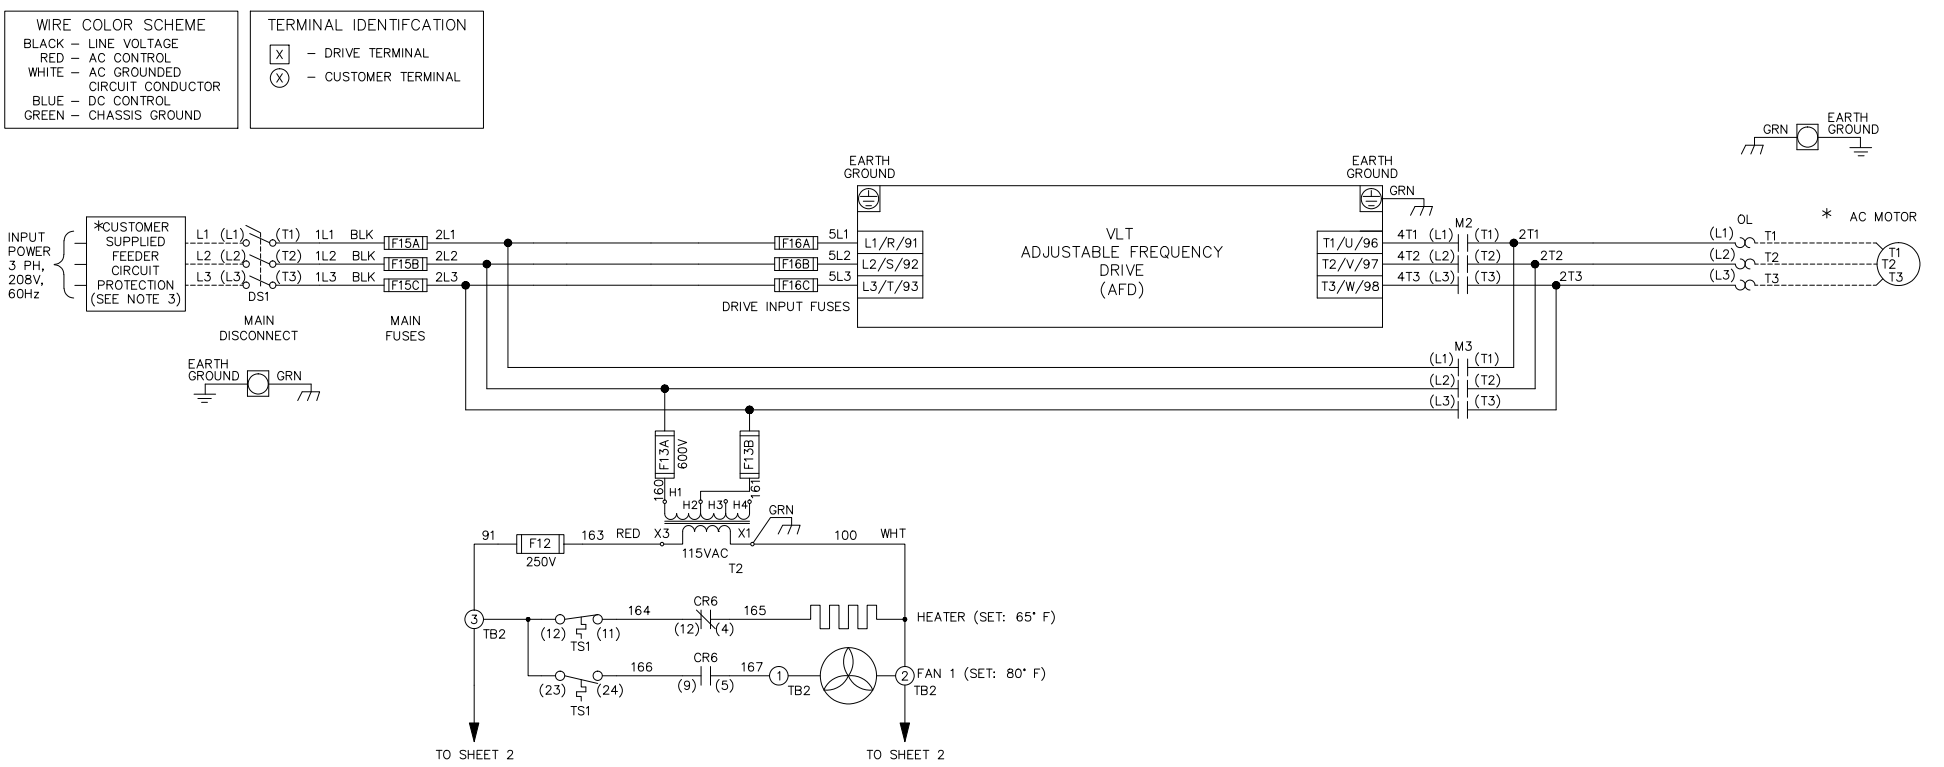 WIRE COLOR SCHEME
BLACK – LINE VOLTAGE
RED – AC CONTROL
WHITE – AC GROUNDED
CIRCUIT CONDUCTOR
BLUE – DC CONTROL
GREEN – CHASSIS GROUND
TERMINAL IDENTIFCATION
X – DRIVE TERMINAL
X – CUSTOMER TERMINAL
GRN
EARTH
GROUND
EARTH
GROUND
EARTH
GROUND
GRN
INPUT
POWER
3 PH,
208V,
60Hz
*CUSTOMER
SUPPLIED
FEEDER
CIRCUIT
PROTECTION
(SEE NOTE 3)
L1 (L1) (T1) 1L1 BLK F15A 2L1
L2 (L2) (T2) 1L2 BLK F15B 2L2
L3 (L3) (T3) 1L3 BLK F15C 2L3
DS1
MAIN
DISCONNECT
MAIN
FUSES
F16A 5L1 L1/R/91
F16B 5L2 L2/S/92
F16C 5L3 L3/T/93
DRIVE INPUT FUSES
VLT
ADJUSTABLE FREQUENCY
DRIVE
(AFD)
M2
T1/U/96 4T1 (L1) (T1) 2T1
T2/V/97 4T2 (L2) (T2) 2T2
T3/W/98 4T3 (L3) (T3) 2T3
OL
(L1) T1
(L2) T2
(L3) T3
* AC MOTOR
T1
T2
T3
EARTH
GROUND
GRN
M3
(L1) (T1)
(L2) (T2)
(L3) (T3)
F13A
600V
F13B
160
161
H1
H2
H3
H4
GRN
91
F12
250V
163
RED
X3
X1
115VAC
T2
100
WHT
3
TB2
(12)
(11)
TS1
164
CR6
(12)
(4)
165
HEATER (SET: 65° F)
(23)
(24)
TS1
166
CR6
(9)
(5)
167
1
TB2
2
TB2
FAN 1 (SET: 80° F)
TO SHEET 2
TO SHEET 2